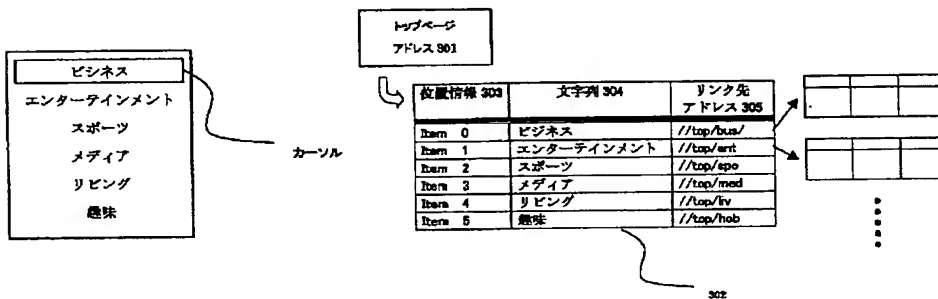 ビジネス
エンターテインメント
スポーツ
メディア
リビング
趣味
カーソル
トップページ
アドレス 301
位置情報 303 文字列 304 リンク先 アドレス 305
Item 0 ビジネス //top/bus/
Item 1 エンターテインメント //top/ent
Item 2 スポーツ //top/spo
Item 3 メディア //top/med
Item 4 リビング //top/liv
Item 5 趣味 //top/hob
302